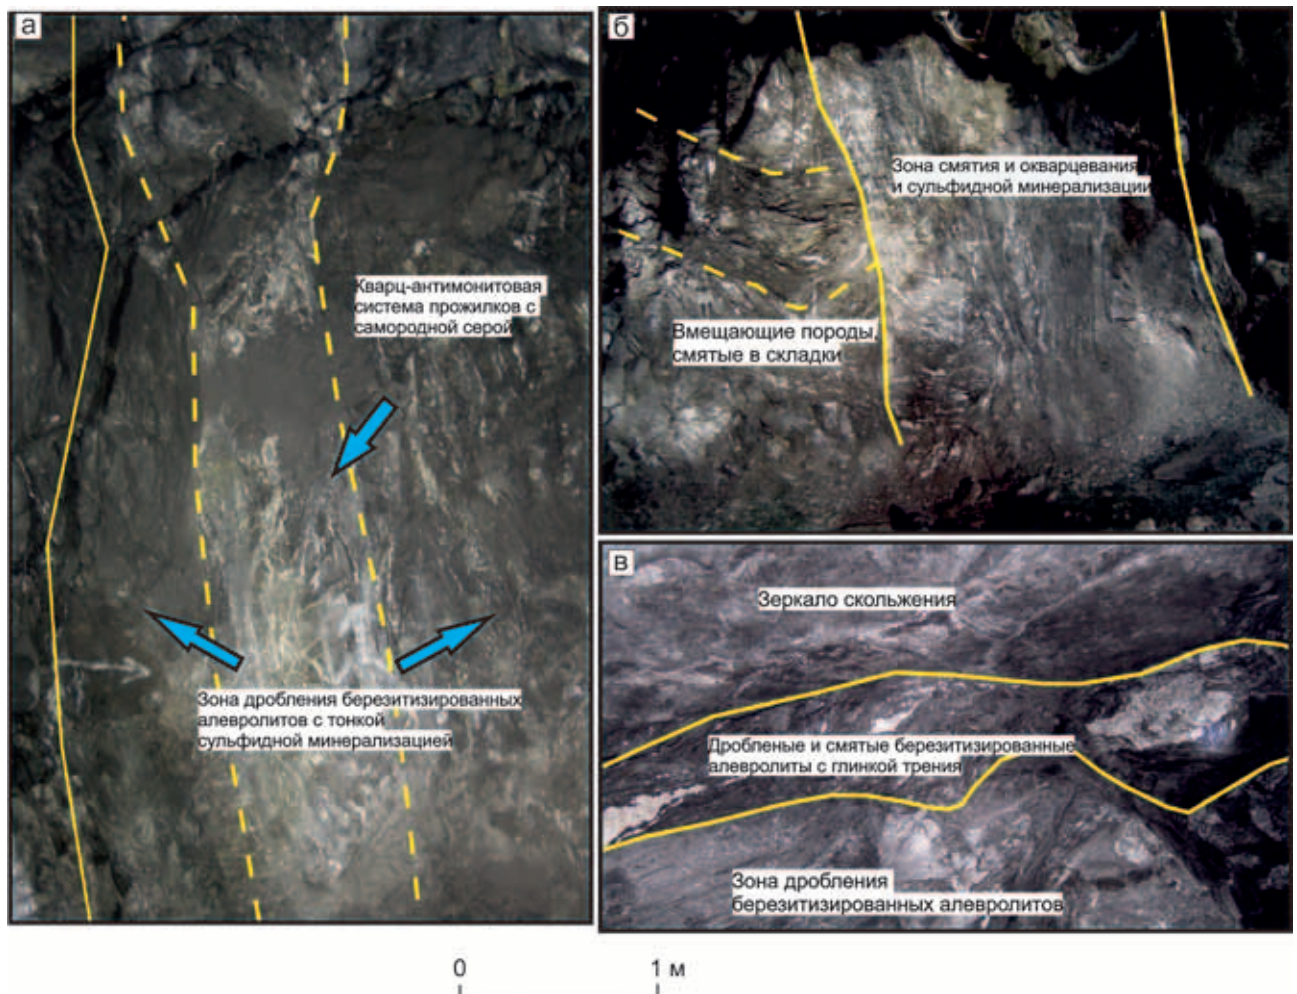 а
Кварц-антимонитовая
система прожилков с
самородной серой
Зона дробления березитизированных
алевролитов с тонкой
сульфидной минерализацией
б
Зона смятия и окварцевания
и сульфидной минерализации
Вмещающие породы,
смятые в складки
в
Зеркало скольжения
Дробленые и смятые березитизированные
алевролиты с глинкой трения
Зона дробления
березитизированных алевролитов
0 1 м